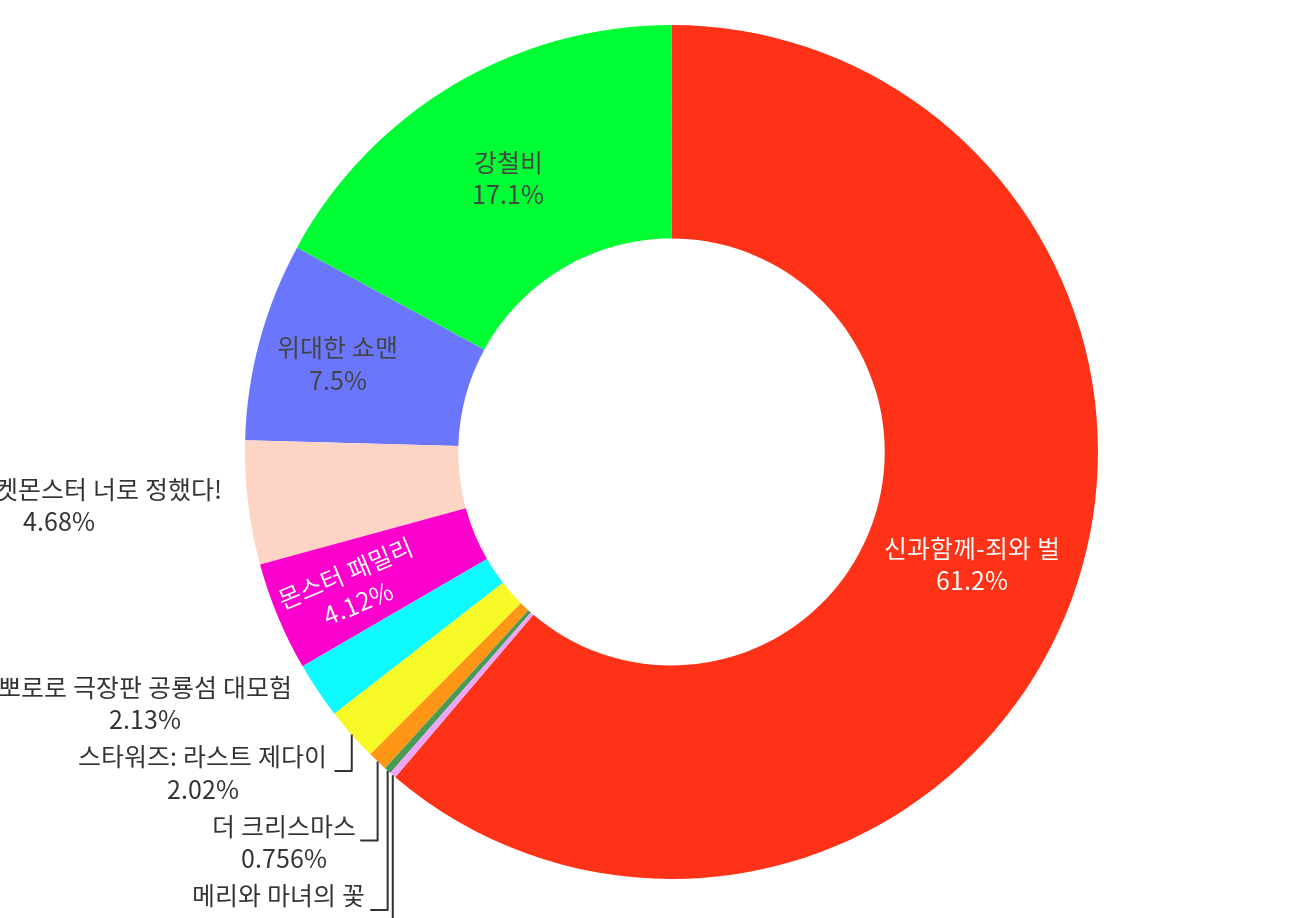 강철비
17.1%
위대한 쇼맨
7.5%
켓몬스터 너로 정했다!
4.68%
신과함께-죄와 벌
61.2%
몬스터 패밀리
4.12%
뽀로로 극장판 공룡섬 대모험
2.13%
스타워즈: 라스트 제다이
2.02%
더 크리스마스
0.756%
메리와 마녀의 꽃